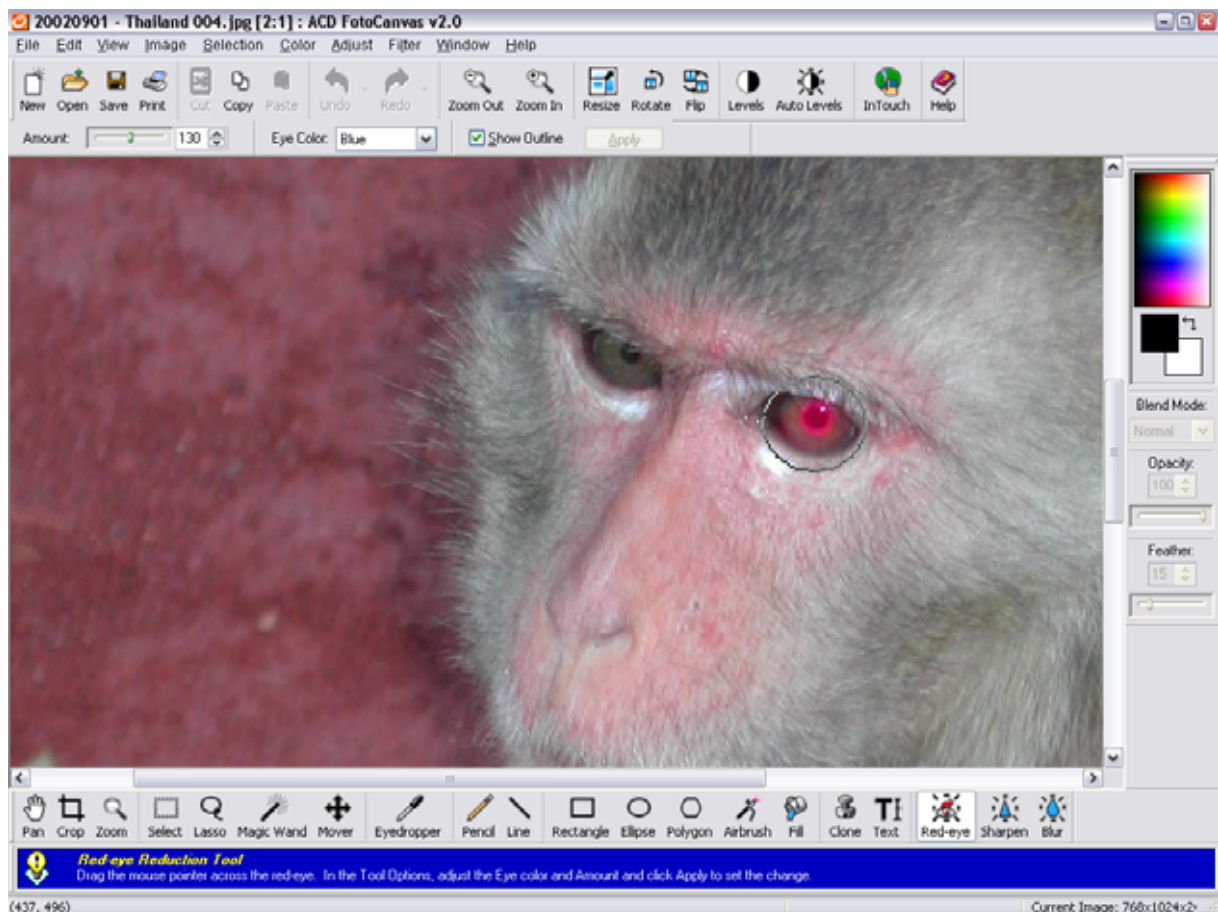 20020901 - Thailand 004.jpg [2:1] : ACD FotoCanvas v2.0
File Edit View Image Selection Color Adjust Filter Window Help
New Open Save Print Cut Copy Paste Undo Redo Zoom Out Zoom In Resize Rotate Flip Levels Auto Levels InTouch Help
Amount: 130 Eye Color: Blue Show Outline Apply
Blend Mode:
Normal
Opacity:
100
Feather:
15
Pan Crop Zoom Select Lasso Magic Wand Mover Eyedropper Pencil Line Rectangle Ellipse Polygon Airbrush Fill Clone Text Red-eye Sharpen Blur
Red-eye Reduction Tool
Drag the mouse pointer across the red-eye. In the Tool Options, adjust the Eye color and Amount and click Apply to set the change.
(437, 496) Current Image: 768x1024x2